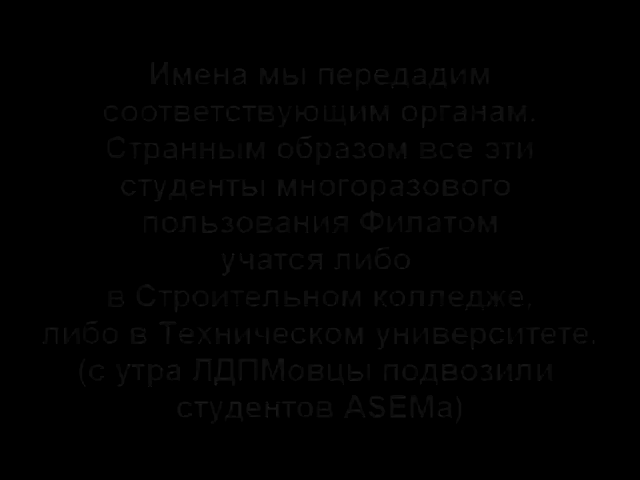 Имена мы передадим
соответствующим органам.
Странным образом все эти
студенты многоразового
пользования Филатом
учатся либо
в Строительном колледже,
либо в Техническом университете.
(с утра ЛДПМовцы подвозили
студентов ASEMа)